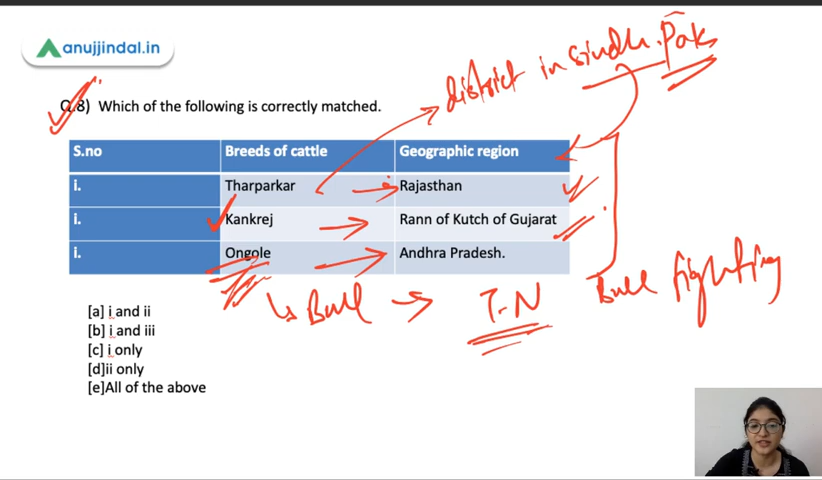 anujjindal.in
district in Sindh. Pak
Q.8) Which of the following is correctly matched.
S.no Breeds of cattle Geographic region
i. Tharparkar Rajasthan
i. Kankrej Rann of Kutch of Gujarat
i. Ongole Andhra Pradesh.
Bull T.N
Bull fighting
[a] i and ii
[b] i and iii
[c] i only
[d]ii only
[e]All of the above